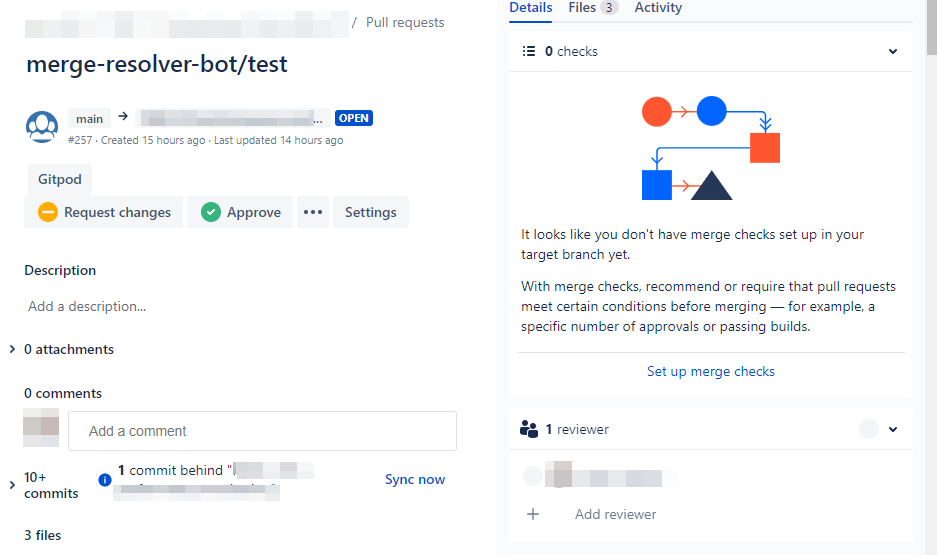 / Pull requests
merge-resolver-bot/test
main → ... OPEN
#257 · Created 15 hours ago · Last updated 14 hours ago
Gitpod
Request changes Approve ••• Settings
Description
Add a description...
0 attachments
0 comments
Add a comment
10+ commits
1 commit behind "
Sync now
3 files
Details Files 3 Activity
0 checks
It looks like you don't have merge checks set up in your
target branch yet.
With merge checks, recommend or require that pull requests
meet certain conditions before merging — for example, a
specific number of approvals or passing builds.
Set up merge checks
1 reviewer
+ Add reviewer